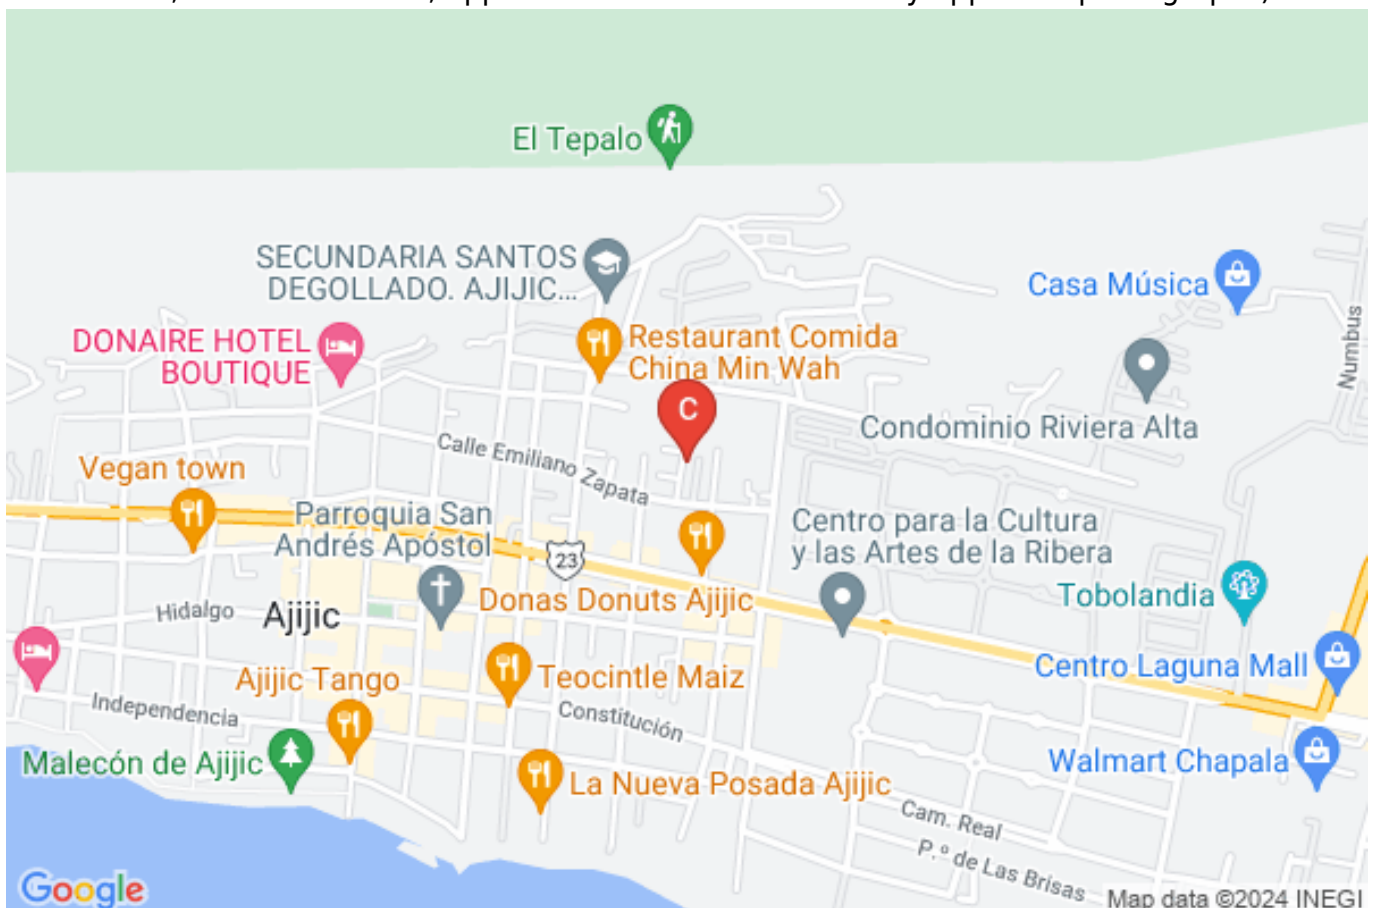 El Tepalo
SECUNDARIA SANTOS
DEGOLLADO. AJIJIC...
Casa Música
DONAIRE HOTEL
BOUTIQUE
Restaurant Comida
China Min Wah
Numbus
C
Condominio Riviera Alta
Calle Emiliano Zapata
Vegan town
Parroquia San
Andrés Apóstol
23
Centro para la Cultura
y las Artes de la Ribera
Hidalgo
Ajijic
Donas Donuts Ajijic
Tobolandia
Ajijic Tango
Teocintle Maiz
Centro Laguna Mall
Independencia
Constitución
Malecón de Ajijic
La Nueva Posada Ajijic
Walmart Chapala
Cam. Real
P.º de Las Brisas
Google
Map data ©2024 INEGI